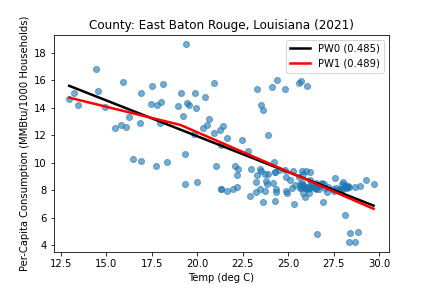 County: East Baton Rouge, Louisiana (2021)
Per-Capita Consumption (MMBtu/1000 Households)
18
16
14
12
10
8
6
4
PW0 (0.485)
PW1 (0.489)
12.5 15.0 17.5 20.0 22.5 25.0 27.5 30.0
Temp (deg C)